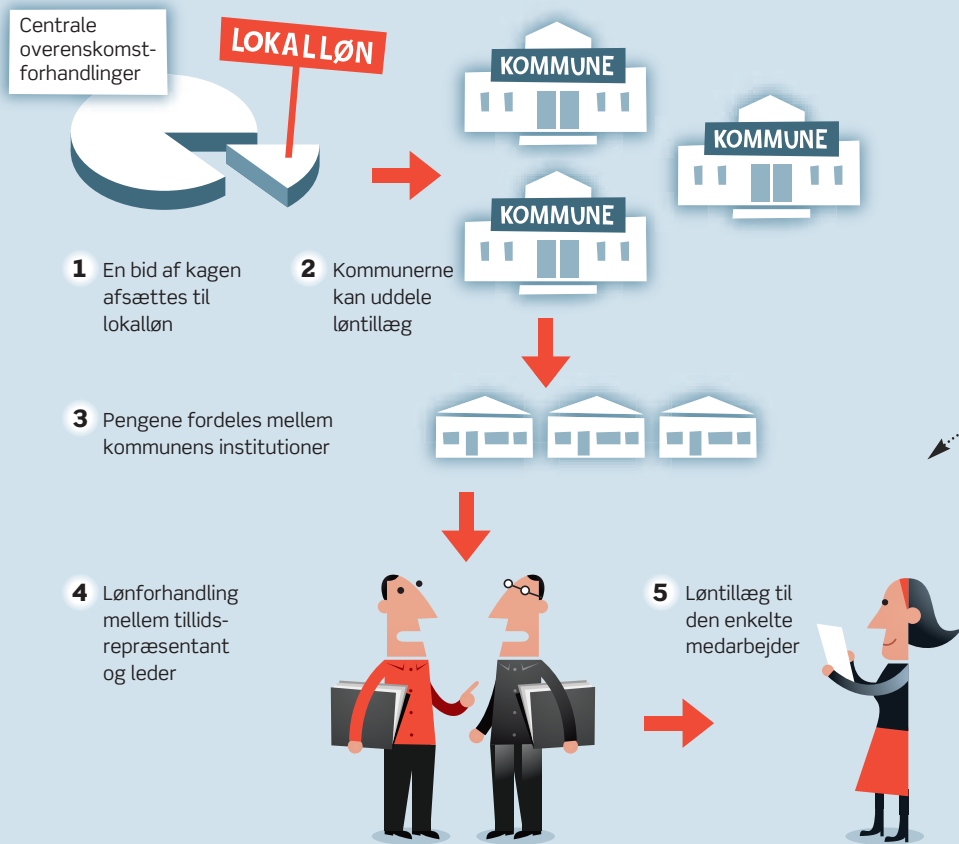 Centrale
overenskomst-
forhandlinger
LOKALLØN
KOMMUNE
KOMMUNE
KOMMUNE
1 En bid af kagen
afsættes til
lokalløn
2 Kommunerne
kan uddele
løntillæg
3 Pengene fordeles mellem
kommunens institutioner
4 Lønforhandling
mellem tillids-
repræsentant
og leder
5 Løntillæg til
den enkelte
medarbejder